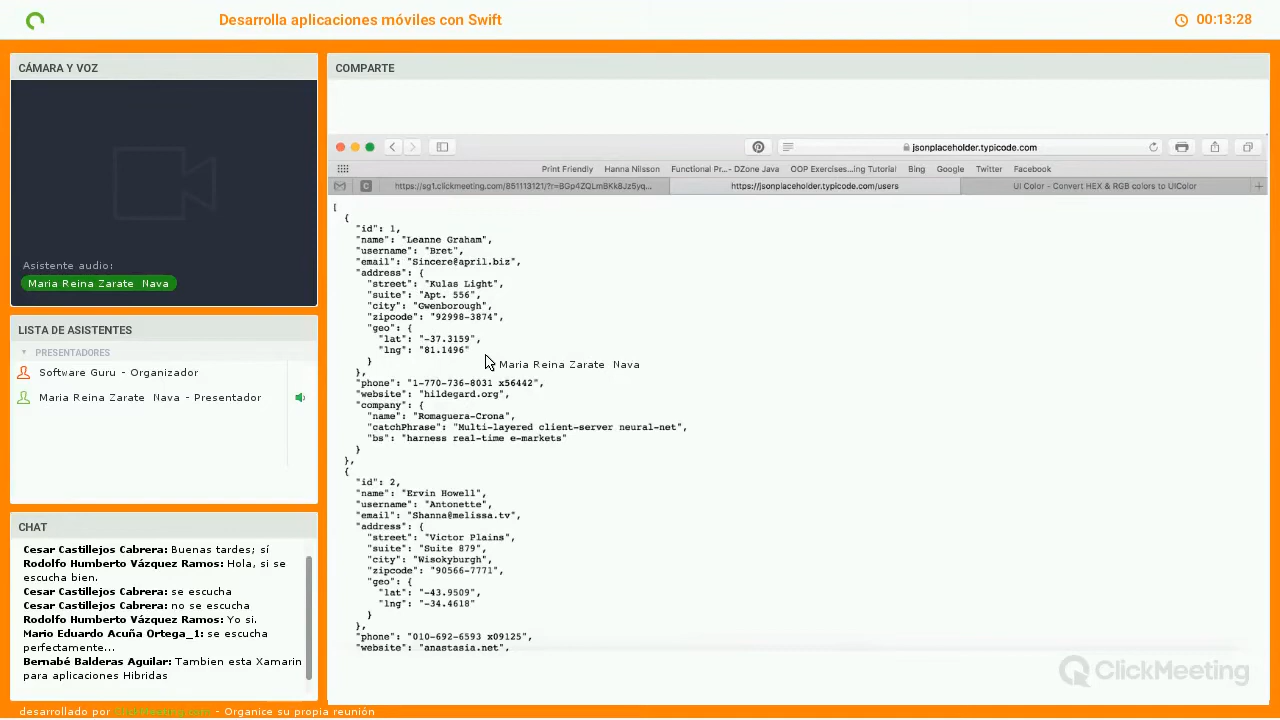 Desarrolla aplicaciones móviles con Swift
00:13:28
CÁMARA Y VOZ
Asistente audio:
Maria Reina Zarate Nava
LISTA DE ASISTENTES
PRESENTADORES
Software Guru - Organizador
Maria Reina Zarate Nava - Presentador
CHAT
Cesar Castillejos Cabrera: Buenas tardes; sí
Rodolfo Humberto Vázquez Ramos: Hola, si se
escucha bien.
Cesar Castillejos Cabrera: se escucha
Cesar Castillejos Cabrera: no se escucha
Rodolfo Humberto Vázquez Ramos: Yo si.
Mario Eduardo Acuña Ortega_1: se escucha
perfectamente...
Bernabé Balderas Aguilar: Tambien esta Xamarin
para aplicaciones Hibridas
COMPARTE
jsonplaceholder.typicode.com
Print Friendly Hanna Nilsson Functional Pr...- DZone Java OOP Exercises...ing Tutorial Bing Google Twitter Facebook
https://sg1.clickmeeting.com/851113121/?r=BGp4ZQLmBKkBJz5yq... https://jsonplaceholder.typicode.com/users UI Color - Convert HEX & RGB colors to UIColor
[
{
"id": 1,
"name": "Leanne Graham",
"username": "Bret",
"email": "Sincere@april.biz",
"address": {
"street": "Kulas Light",
"suite": "Apt. 556",
"city": "Gwenborough",
"zipcode": "92998-3874",
"geo": {
"lat": "-37.3159",
"lng": "81.1496"
}
Maria Reina Zarate Nava
},
"phone": "1-770-736-8031 x56442",
"website": "hildegard.org",
"company": {
"name": "Romaguera-Crona",
"catchPhrase": "Multi-layered client-server neural-net",
"bs": "harness real-time e-markets"
}
},
{
"id": 2,
"name": "Ervin Howell",
"username": "Antonette",
"email": "Shanna@melissa.tv",
"address": {
"street": "Victor Plains",
"suite": "Suite 879",
"city": "Wisokyburgh",
"zipcode": "90566-7771",
"geo": {
"lat": "-43.9509",
"lng": "-34.4618"
}
},
"phone": "010-692-6593 x09125",
"website": "anastasia.net",
ClickMeeting
desarrollado por ClickMeeting.com - Organice su propia reunión